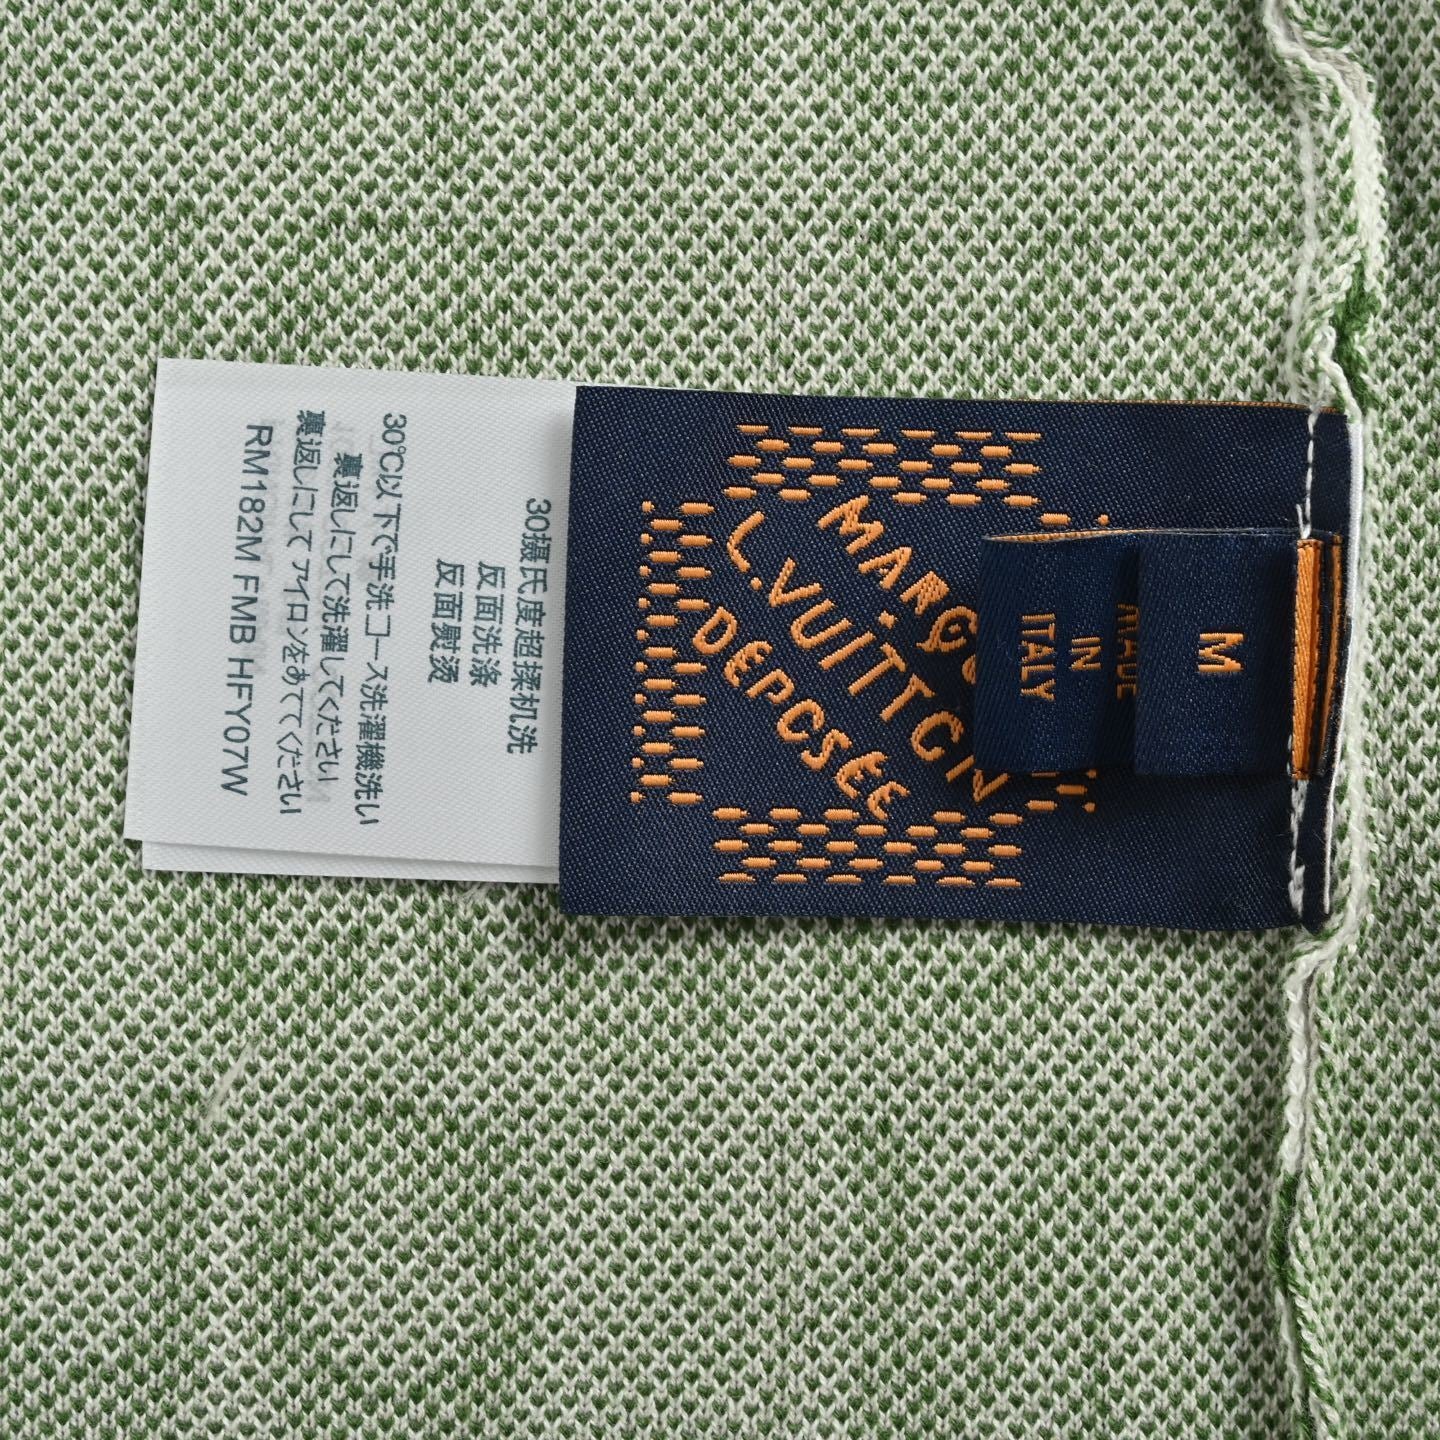 30摄氏度超揉机洗
反面洗涤
反面熨烫
30℃以下で手洗コース洗濯機洗い
裏返しにして洗濯してください
裏返しにして アイロンをあててください
RM182M FMB HFY07W
L.VUITTCN
DEPCSÉE
M
MADE
IN
ITALY